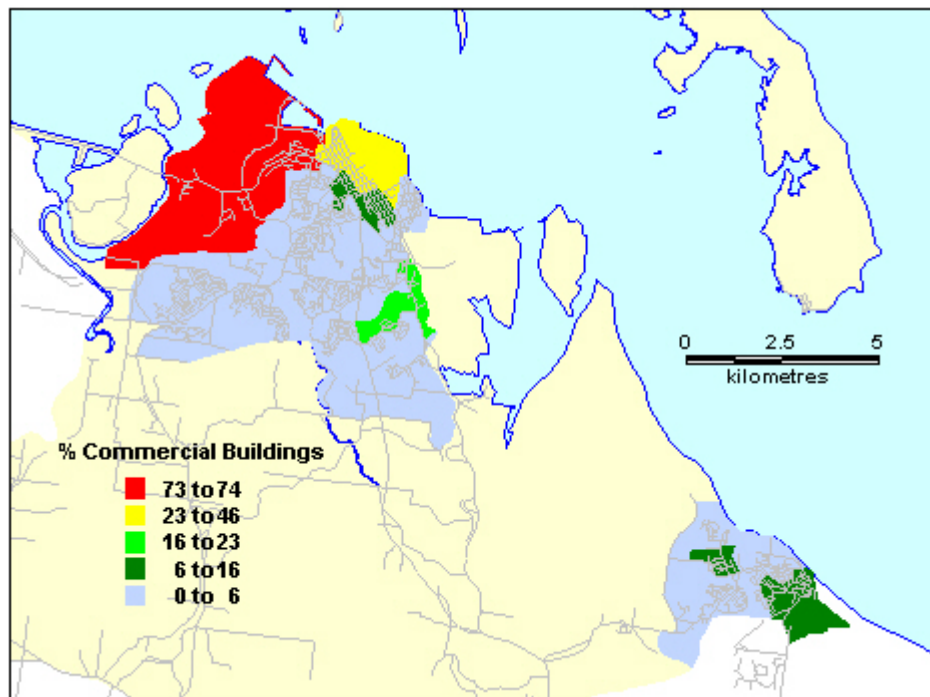 0 2.5 5
kilometres
% Commercial Buildings
73 to 74
23 to 46
16 to 23
6 to 16
0 to 6